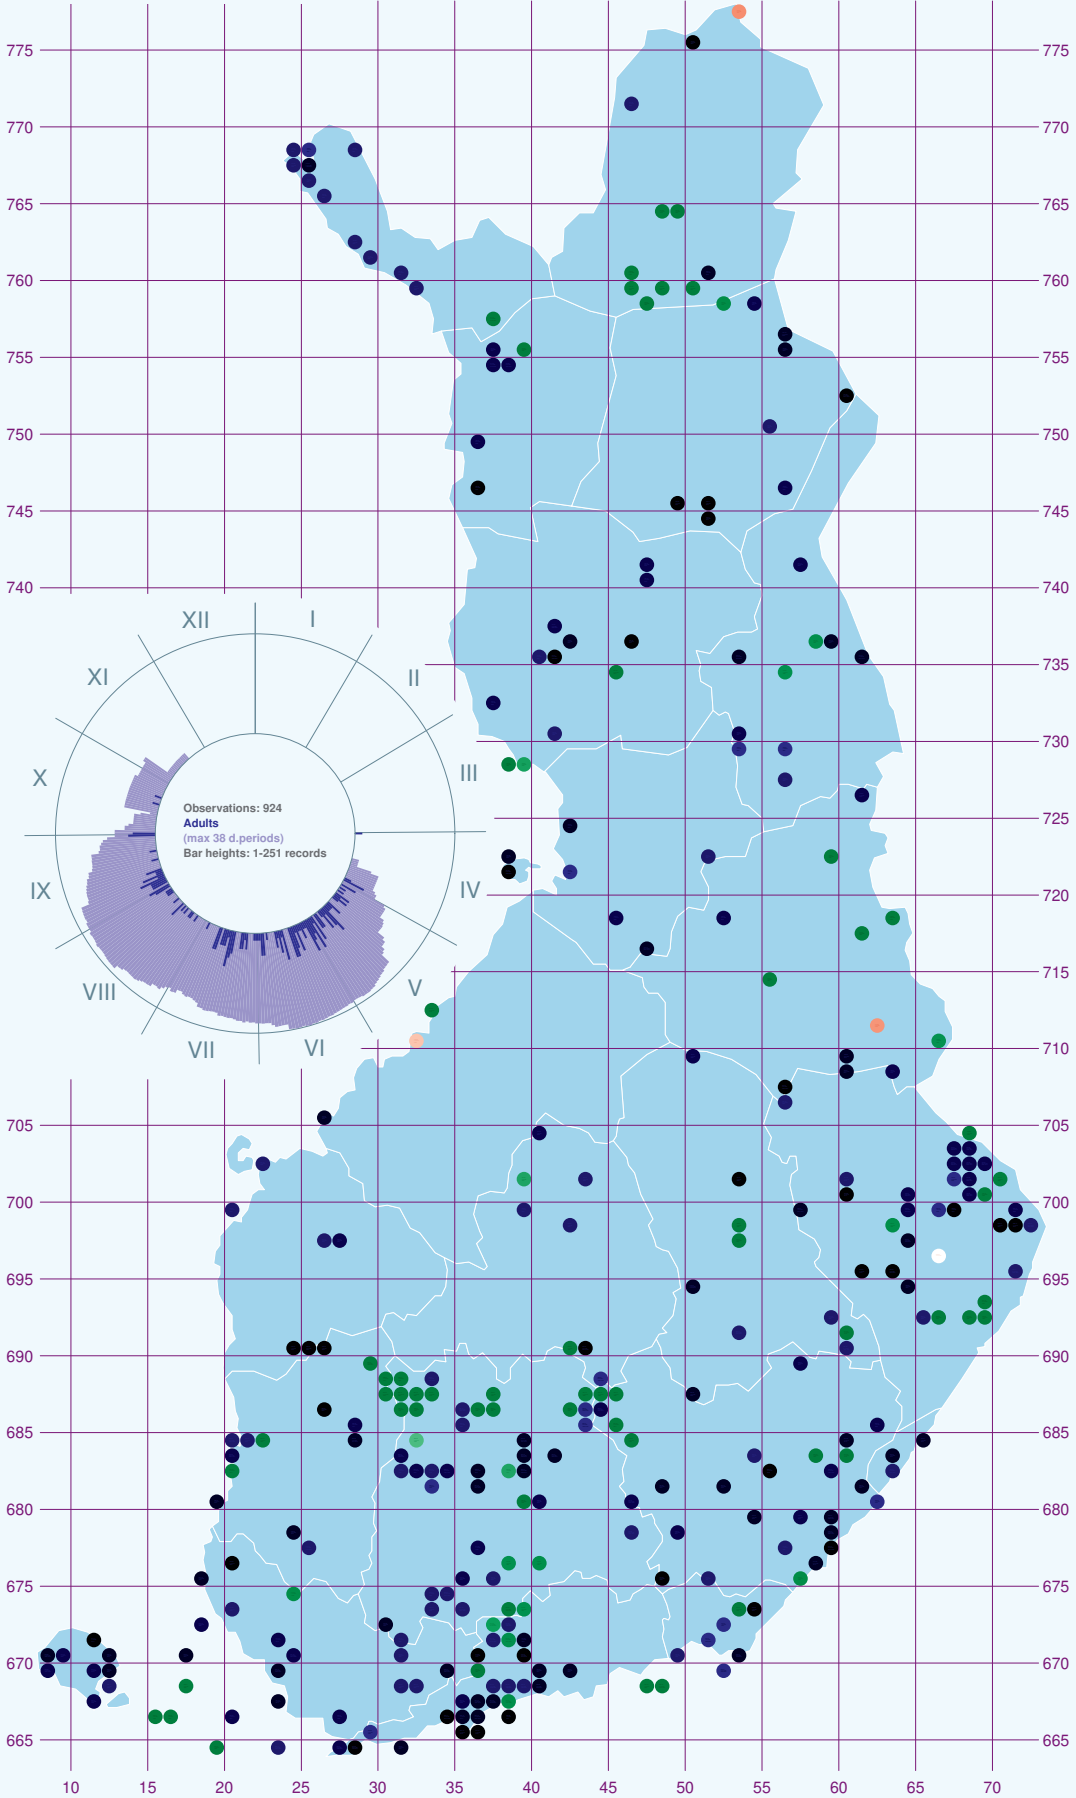 775 775
770 770
765 765
760 760
755 755
750 750
745 745
740 740
XII I
XI II
735
730
X III
Observations: 924
Adults
(max 38 d.periods)
Bar heights: 1-251 records
725
IX IV
720
VIII V
715
VII VI
710
705 705
700 700
695 695
690 690
685 685
680 680
675 675
670 670
665 665
10 15 20 25 30 35 40 45 50 55 60 65 70